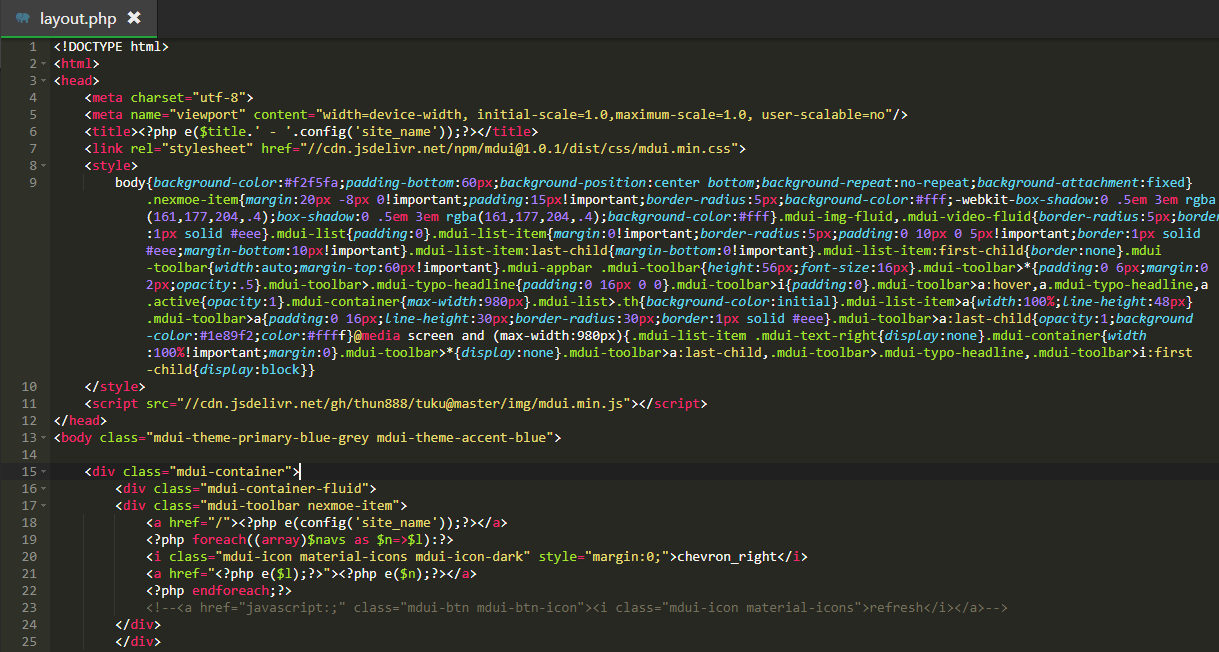 layout.php ✖
1 <!DOCTYPE html>
2 <html>
3 <head>
4 <meta charset="utf-8">
5 <meta name="viewport" content="width=device-width, initial-scale=1.0,maximum-scale=1.0, user-scalable=no"/>
6 <title><?php e($title.' - '.config('site_name'));?></title>
7 <link rel="stylesheet" href="//cdn.jsdelivr.net/npm/mdui@1.0.1/dist/css/mdui.min.css">
8 <style>
9 body{background-color:#f2f5fa;padding-bottom:60px;background-position:center bottom;background-repeat:no-repeat;background-attachment:fixed}
.nexmoe-item{margin:20px -8px 0!important;padding:15px!important;border-radius:5px;background-color:#fff;-webkit-box-shadow:0 .5em 3em rgba
(161,177,204,.4);box-shadow:0 .5em 3em rgba(161,177,204,.4);background-color:#fff}.mdui-img-fluid,.mdui-video-fluid{border-radius:5px;border
:1px solid #eee}.mdui-list{padding:0}.mdui-list-item{margin:0!important;border-radius:5px;padding:0 10px 0 5px!important;border:1px solid
#eee;margin-bottom:10px!important}.mdui-list-item:last-child{margin-bottom:0!important}.mdui-list-item:first-child{border:none}.mdui
-toolbar{width:auto;margin-top:60px!important}.mdui-appbar .mdui-toolbar{height:56px;font-size:16px}.mdui-toolbar>*{padding:0 6px;margin:0
2px;opacity:.5}.mdui-toolbar>.mdui-typo-headline{padding:0 16px 0 0}.mdui-toolbar>i{padding:0}.mdui-toolbar>a:hover,a.mdui-typo-headline,a
.active{opacity:1}.mdui-container{max-width:980px}.mdui-list>.th{background-color:initial}.mdui-list-item>a{width:100%;line-height:48px}
.mdui-toolbar>a{padding:0 16px;line-height:30px;border-radius:30px;border:1px solid #eee}.mdui-toolbar>a:last-child{opacity:1;background
-color:#1e89f2;color:#ffff}@media screen and (max-width:980px){.mdui-list-item .mdui-text-right{display:none}.mdui-container{width
:100%!important;margin:0}.mdui-toolbar>*{display:none}.mdui-toolbar>a:last-child,.mdui-toolbar>.mdui-typo-headline,.mdui-toolbar>i:first
-child{display:block}}
10 </style>
11 <script src="//cdn.jsdelivr.net/gh/thun888/tuku@master/img/mdui.min.js"></script>
12 </head>
13 <body class="mdui-theme-primary-blue-grey mdui-theme-accent-blue">
14
15 <div class="mdui-container">
16 <div class="mdui-container-fluid">
17 <div class="mdui-toolbar nexmoe-item">
18 <a href="/"><?php e(config('site_name'));?></a>
19 <?php foreach((array)$navs as $n=>$l):?>
20 <i class="mdui-icon material-icons mdui-icon-dark" style="margin:0;">chevron_right</i>
21 <a href="<?php e($l);?>"><?php e($n);?></a>
22 <?php endforeach;?>
23 <!--<a href="javascript:;" class="mdui-btn mdui-btn-icon"><i class="mdui-icon material-icons">refresh</i></a>-->
24 </div>
25 </div>